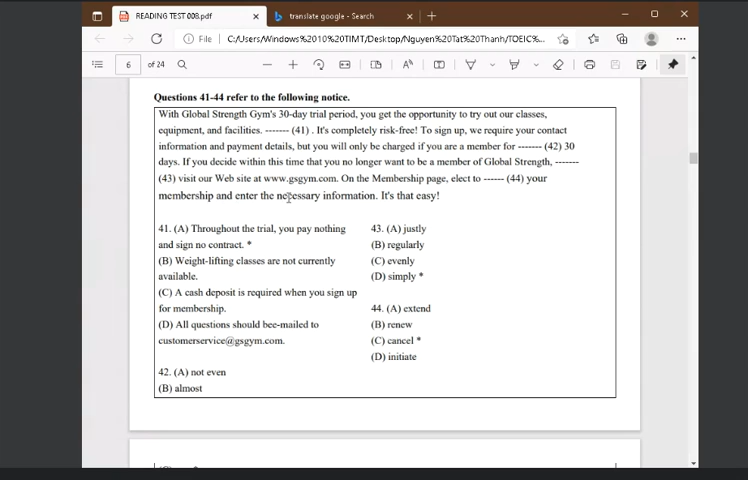 READING TEST 008.pdf
translate google - Search
File
C:/Users/Windows%2010%20TIMT/Desktop/Nguyen%20Tat%20Thanh/TOEIC%...
6 of 24
Questions 41-44 refer to the following notice.
With Global Strength Gym's 30-day trial period, you get the opportunity to try out our classes,
equipment, and facilities. ------- (41) . It's completely risk-free! To sign up, we require your contact
information and payment details, but you will only be charged if you are a member for ------- (42) 30
days. If you decide within this time that you no longer want to be a member of Global Strength, -------
(43) visit our Web site at www.gsgym.com. On the Membership page, elect to ------ (44) your
membership and enter the necessary information. It's that easy!
41. (A) Throughout the trial, you pay nothing
and sign no contract. *
(B) Weight-lifting classes are not currently
available.
(C) A cash deposit is required when you sign up
for membership.
(D) All questions should bee-mailed to
customerservice@gsgym.com.
42. (A) not even
(B) almost
43. (A) justly
(B) regularly
(C) evenly
(D) simply *
44. (A) extend
(B) renew
(C) cancel *
(D) initiate